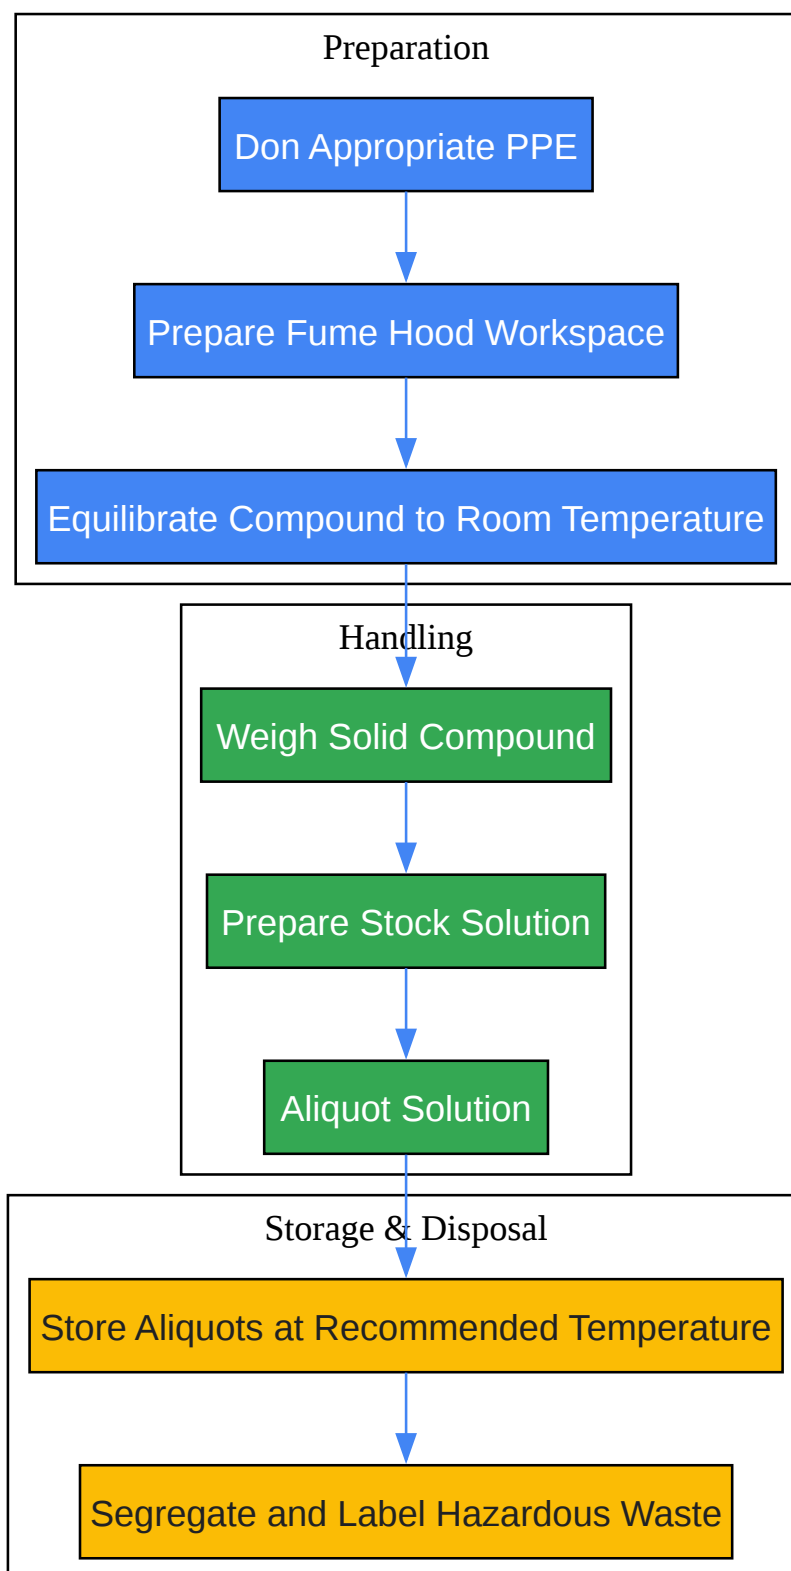 Preparation
Don Appropriate PPE
Prepare Fume Hood Workspace
Equilibrate Compound to Room Temperature
Handling
Weigh Solid Compound
Prepare Stock Solution
Aliquot Solution
Storage & Disposal
Store Aliquots at Recommended Temperature
Segregate and Label Hazardous Waste